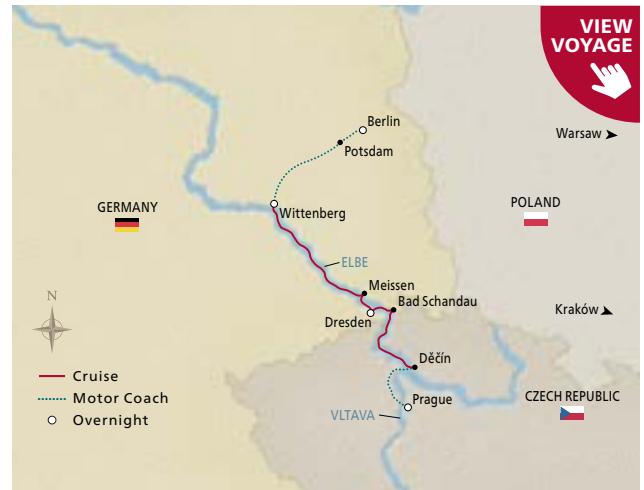 VIEW
VOYAGE
Berlin
Warsaw
Potsdam
GERMANY
POLAND
Wittenberg
ELBE
Meissen
Bad Schandau
N
Dresden
Kraków
Děčín
Cruise
Motor Coach
Prague
CZECH REPUBLIC
Overnight
VLTAVA